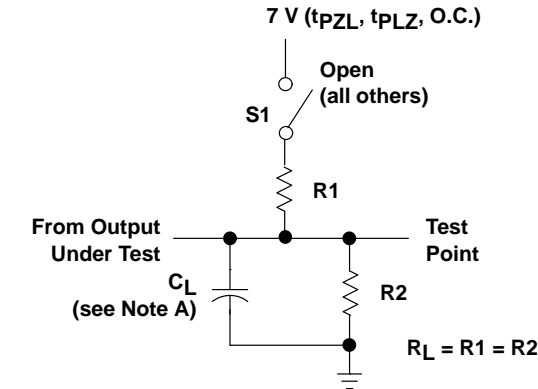 7 V (tPZL, tPLZ, O.C.)
Open
(all others)
S1
R1
From Output
Under Test
Test
Point
CL
(see Note A)
R2
RL = R1 = R2